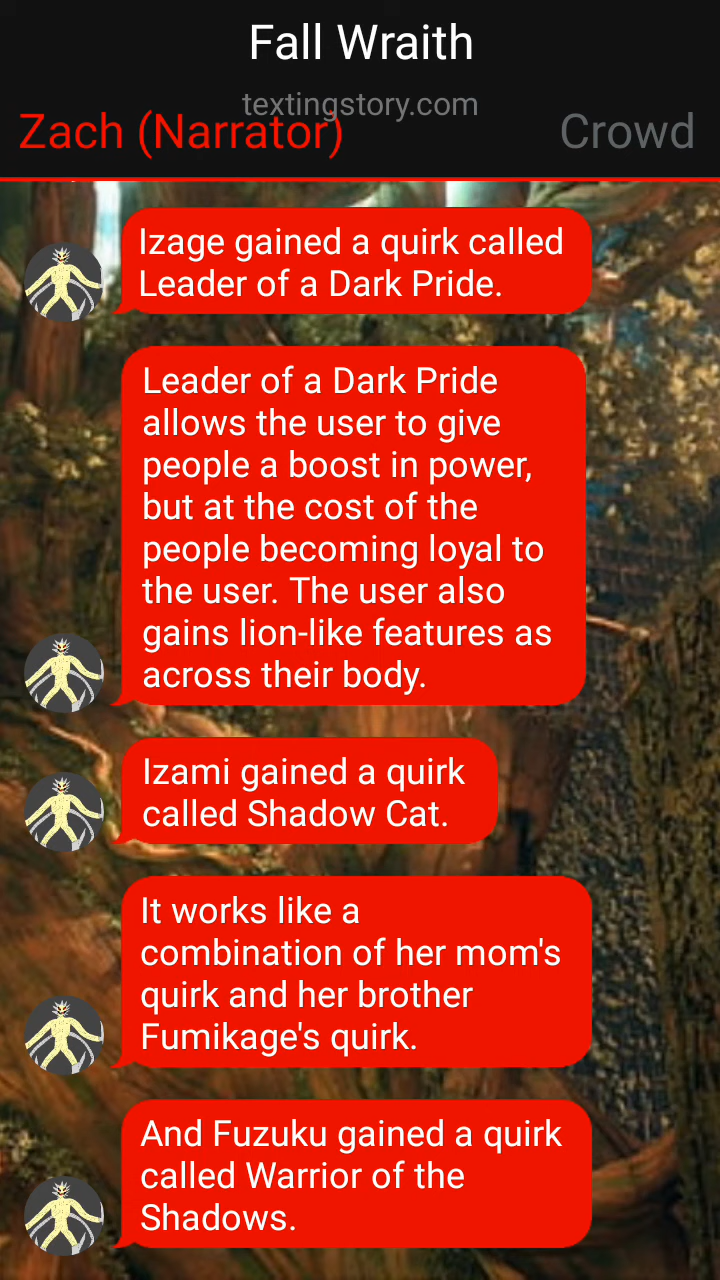 Fall Wraith
textingstory.com
Zach (Narrator)
Crowd
Izage gained a quirk called
Leader of a Dark Pride.
Leader of a Dark Pride
allows the user to give
people a boost in power,
but at the cost of the
people becoming loyal to
the user. The user also
gains lion-like features as
across their body.
Izami gained a quirk
called Shadow Cat.
It works like a
combination of her mom's
quirk and her brother
Fumikage's quirk.
And Fuzuku gained a quirk
called Warrior of the
Shadows.